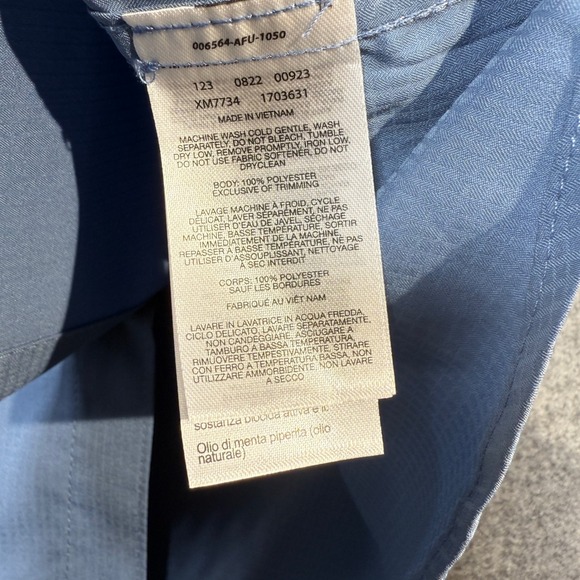 006564-AFU-1050
123 0822 00923
XM7734 1703631
MADE IN VIETNAM
MACHINE WASH COLD GENTLE, WASH
SEPARATELY, DO NOT BLEACH, TUMBLE
DRY LOW, REMOVE PROMPTLY, IRON LOW,
DO NOT USE FABRIC SOFTENER, DO NOT
DRYCLEAN
BODY: 100% POLYESTER
EXCLUSIVE OF TRIMMING
LAVAGE MACHINE À FROID, CYCLE
DÉLICAT, LAVER SÉPARÉMENT, NE PAS
UTILISER D'EAU DE JAVEL, SÉCHAGE
MACHINE, BASSE TEMPÉRATURE, SORTIR
IMMÉDIATEMENT DE LA MACHINE,
REPASSER À BASSE TEMPÉRATURE, NE PAS
UTILISER D'ASSOUPLISSANT, NETTOYAGE
À SEC INTERDIT
CORPS: 100% POLYESTER
SAUF LES BORDURES
FABRIQUÉ AU VIÊT NAM
LAVARE IN LAVATRICE IN ACQUA FREDDA,
CICLO DELICATO, LAVARE SEPARATAMENTE,
NON CANDEGGIARE, ASCIUGARE A
TAMBURO A BASSA TEMPERATURA,
RIMUOVERE TEMPESTIVAMENTE, STIRARE
CON FERRO A TEMPERATURA BASSA, NON
UTILIZZARE AMMORBIDENTE, NON LAVARE
A SECCO
sostanza biocida attiva e il
Olio di menta piperita (olio
naturale)